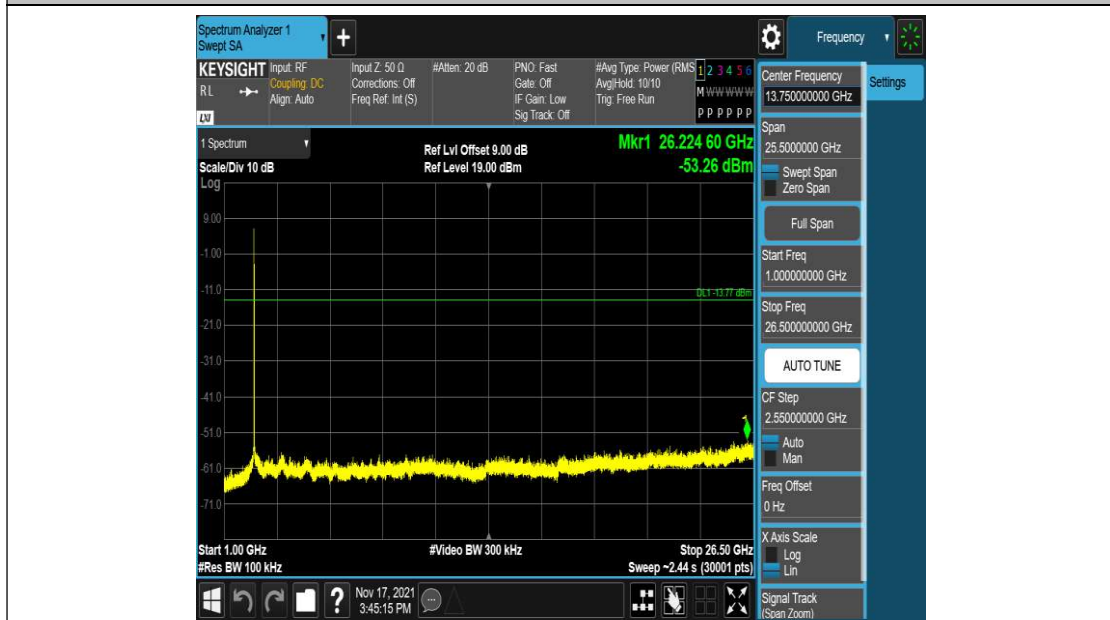 Spectrum Analyzer 1
Swept SA
+
Frequency
KEYSIGHT
RL
LXI
Input: RF
Coupling: DC
Align: Auto
Input Z: 50 Ω
Corrections: Off
Freq Ref: Int (S)
#Atten: 20 dB
PNO: Fast
Gate: Off
IF Gain: Low
Sig Track: Off
#Avg Type: Power (RMS
Avg|Hold: 10/10
Trig: Free Run
1 2 3 4 5 6
M W W W W W
P P P P P P
1 Spectrum
Scale/Div 10 dB
Log
Ref Lvl Offset 9.00 dB
Ref Level 19.00 dBm
Mkr1 26.224 60 GHz
-53.26 dBm
9.00
-1.00
-11.0
DL1 -13.77 dBm
-21.0
-31.0
-41.0
-51.0
1
-61.0
-71.0
Start 1.00 GHz
#Res BW 100 kHz
#Video BW 300 kHz
Stop 26.50 GHz
Sweep ~2.44 s (30001 pts)
?
Nov 17, 2021
3:45:15 PM
Center Frequency
13.750000000 GHz
Settings
Span
25.5000000 GHz
Swept Span
Zero Span
Full Span
Start Freq
1.000000000 GHz
Stop Freq
26.500000000 GHz
AUTO TUNE
CF Step
2.550000000 GHz
Auto
Man
Freq Offset
0 Hz
X Axis Scale
Log
Lin
Signal Track
(Span Zoom)